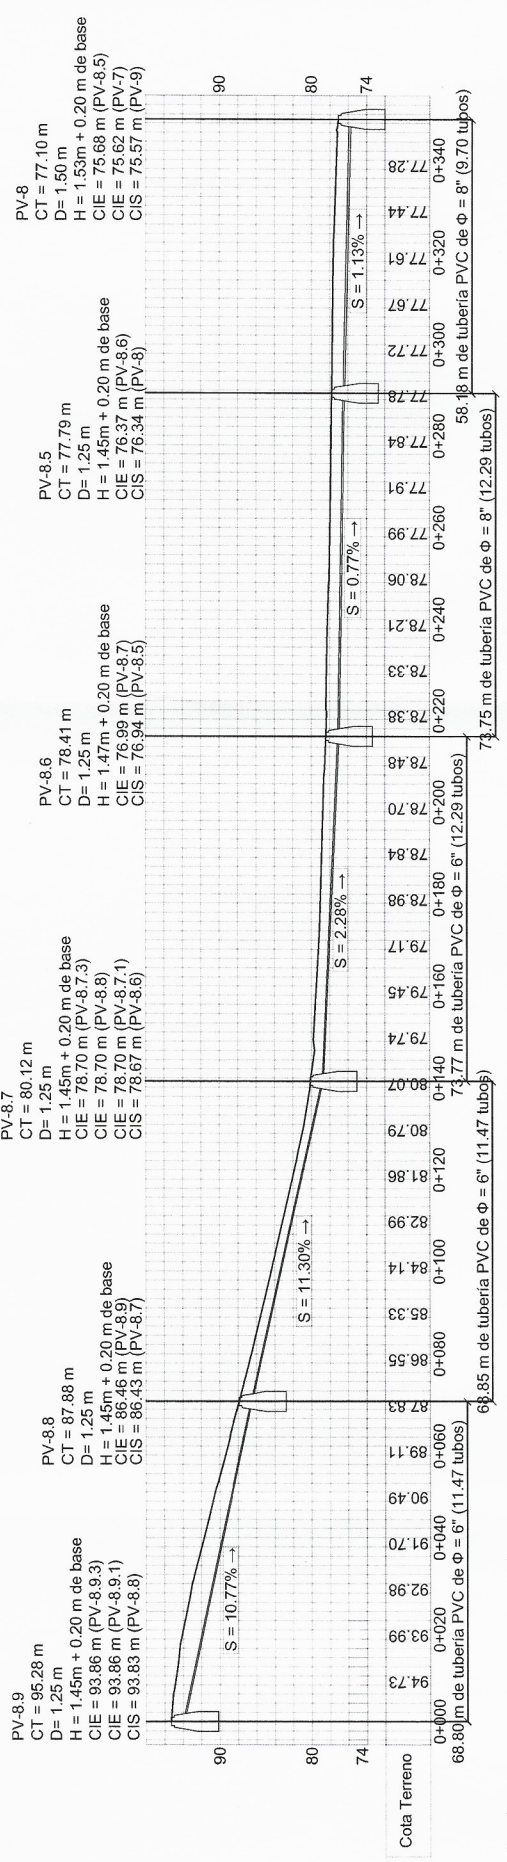 PV-8.9
CT = 95.28 m
D= 1.25 m
H = 1.45m + 0.20 m de base
CIE = 93.86 m (PV-8.9.3)
CIE = 93.86 m (PV-8.9.1)
CIS = 93.83 m (PV-8.8)
PV-8.8
CT = 87.88 m
D= 1.25 m
H = 1.45m + 0.20 m de base
CIE = 86.46 m (PV-8.9)
CIS = 86.43 m (PV-8.7)
PV-8.7
CT = 80.12 m
D= 1.25 m
H = 1.45m + 0.20 m de base
CIE = 78.70 m (PV-8.7.3)
CIE = 78.70 m (PV-8.8)
CIE = 78.70 m (PV-8.7.1)
CIS = 78.67 m (PV-8.6)
PV-8.6
CT = 78.41 m
D= 1.25 m
H = 1.47m + 0.20 m de base
CIE = 76.99 m (PV-8.7)
CIS = 76.94 m (PV-8.5)
PV-8.5
CT = 77.79 m
D= 1.25 m
H = 1.45m + 0.20 m de base
CIE = 76.37 m (PV-8.6)
CIS = 76.34 m (PV-8)
PV-8
CT = 77.10 m
D= 1.50 m
H = 1.53m + 0.20 m de base
CIE = 75.68 m (PV-8.5)
CIE = 75.62 m (PV-7)
CIS = 75.57 m (PV-9)
90
80
74
90
80
74
S = 10.77% →
S = 11.30% →
S = 2.28% →
S = 0.77% →
S = 1.13% →
Cota Terreno
94.73 93.99 92.98 91.70 90.49 89.11 87.83 86.55 85.33 84.14 82.99 81.86 80.79 80.07 79.74 79.45 79.17 78.98 78.84 78.70 78.48 78.38 78.33 78.21 78.06 77.99 77.91 77.84 77.78 77.72 77.67 77.61 77.44 77.28
0+000 0+020 0+040 0+060 0+080 0+100 0+120 0+140 0+160 0+180 0+200 0+220 0+240 0+260 0+280 0+300 0+320 0+340
68.80 m de tubería PVC de Φ = 6" (11.47 tubos)
68.85 m de tubería PVC de Φ = 6" (11.47 tubos)
73.77 m de tubería PVC de Φ = 6" (12.29 tubos)
73.75 m de tubería PVC de Φ = 8" (12.29 tubos)
58.18 m de tubería PVC de Φ = 8" (9.70 tubos)